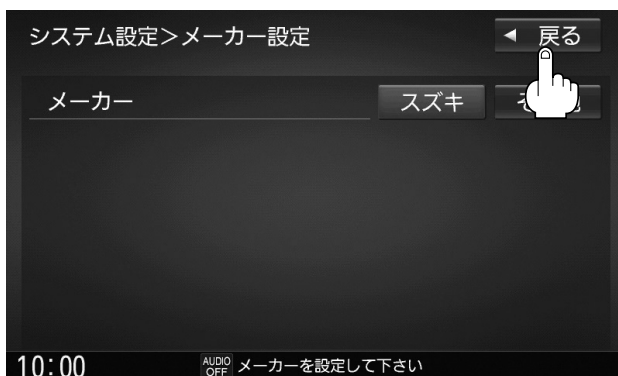 システム設定＞メーカー設定
◀ 戻る
メーカー
スズキ
10:00
AUDIO OFF
メーカーを設定して下さい